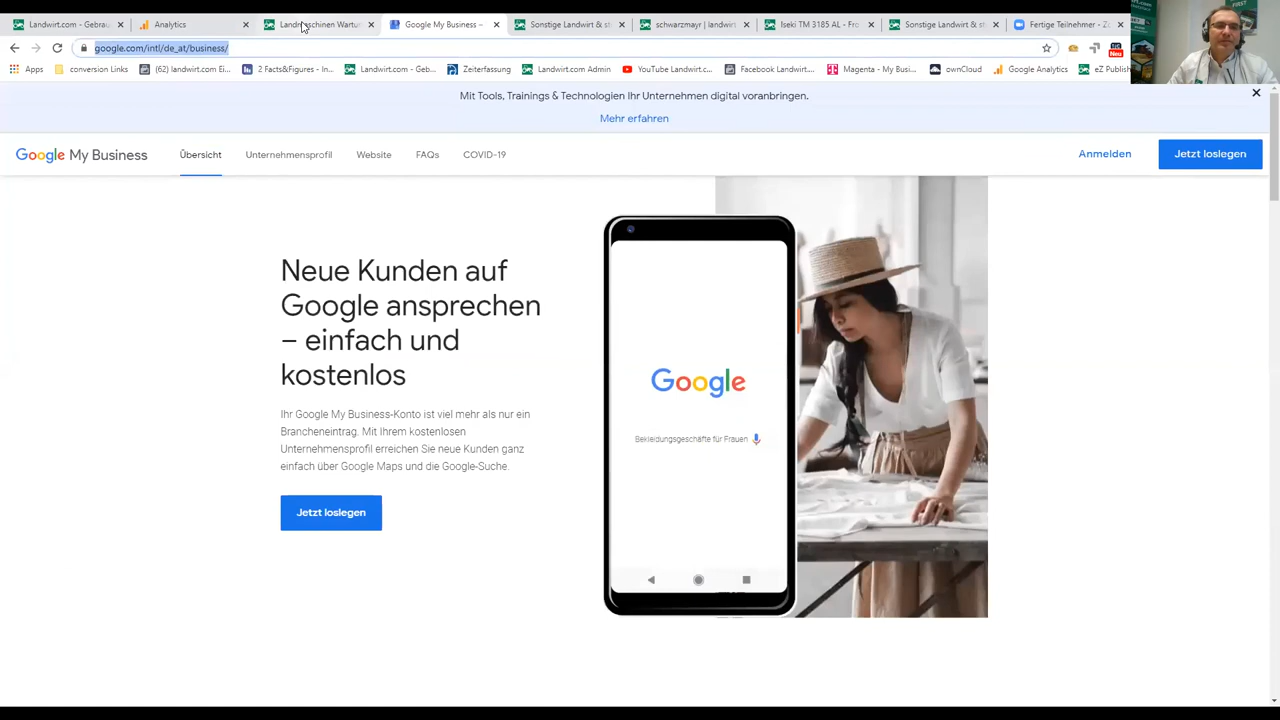 Landwirt.com - Gebrau
Analytics
Landmaschinen Wartun
Google My Business –
Sonstige Landwirt & st
schwarzmayr | landwirt
Iseki TM 3185 AL - Fro
Sonstige Landwirt & st
Fertige Teilnehmer - Zo
FIRST
google.com/intl/de_at/business/
Neu
Apps
conversion Links
(62) landwirt.com Ei...
2 Facts&Figures - In...
Landwirt.com - Land...
Zeiterfassung
Landwirt.com Admin
YouTube Landwirt.c...
Facebook Landwirt....
Magenta - My Busi...
ownCloud
Google Analytics
eZ Publish
Mit Tools, Trainings & Technologien Ihr Unternehmen digital voranbringen.
Mehr erfahren
Google My Business
Übersicht
Unternehmensprofil
Website
FAQs
COVID-19
Anmelden
Jetzt loslegen
Neue Kunden auf
Google ansprechen
– einfach und
kostenlos
Ihr Google My Business-Konto ist viel mehr als nur ein
Brancheneintrag. Mit Ihrem kostenlosen
Unternehmensprofil erreichen Sie neue Kunden ganz
einfach über Google Maps und die Google-Suche.
Jetzt loslegen
Google
Bekleidungsgeschäfte für Frauen